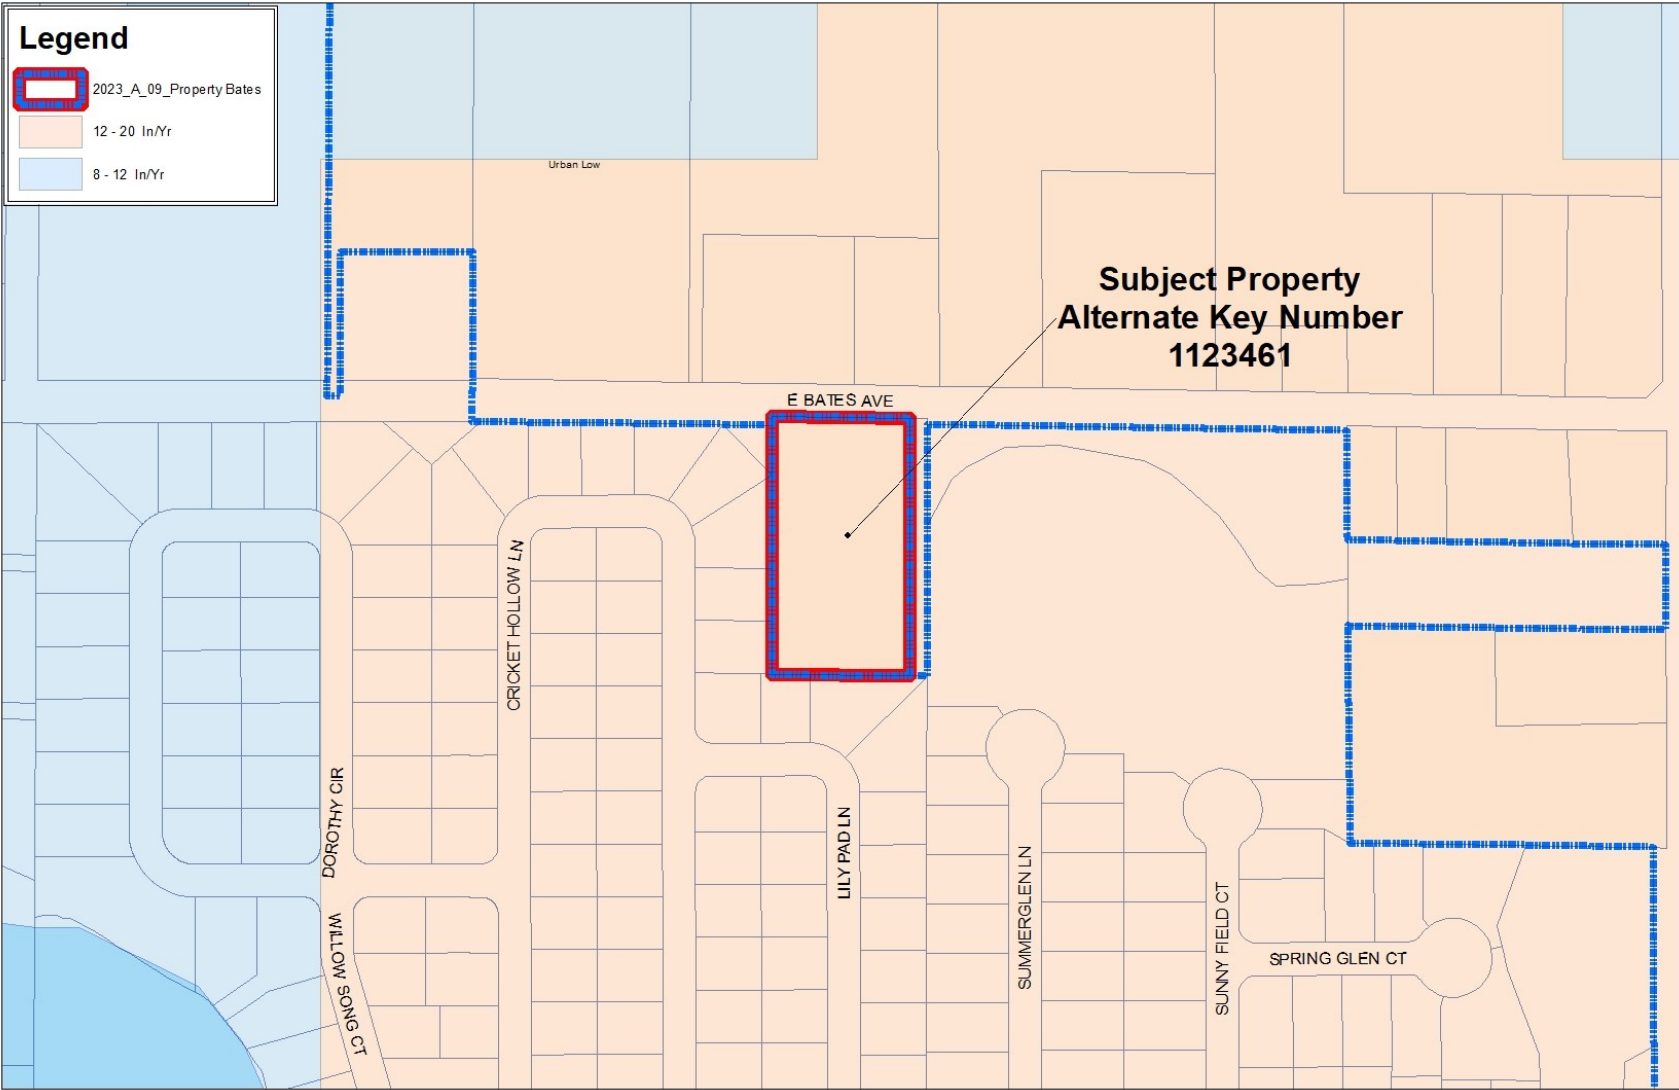 Legend
2023_A_09_Property Bates
12 - 20 In/Yr
8 - 12 In/Yr
Urban Low
Subject Property
Alternate Key Number
1123461
E BATES AVE
CRICKET HOLLOW LN
DOROTHY CIR
LILY PAD LN
SUMMERGLEN LN
SUNNY FIELD CT
SPRING GLEN CT
WILLOW SONG CT